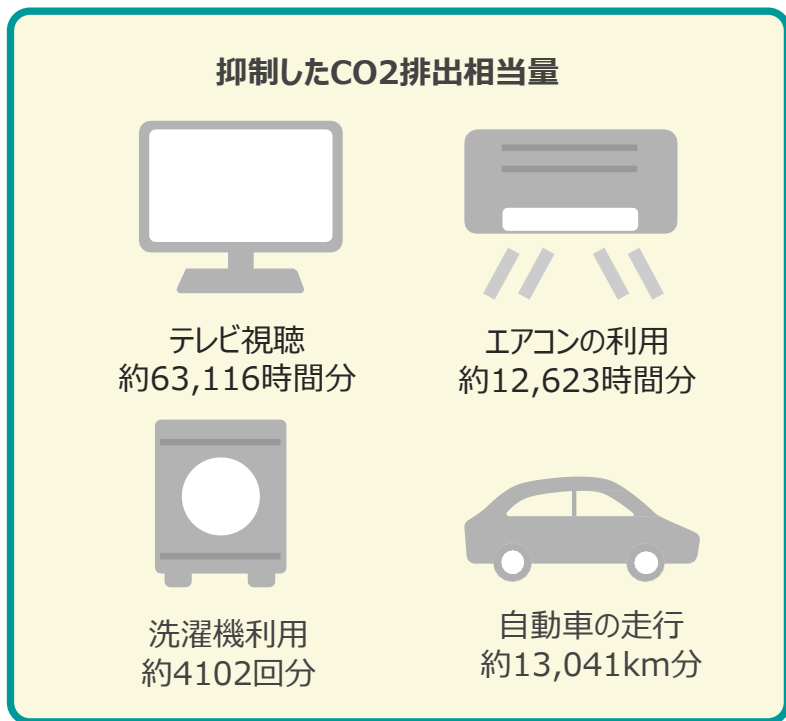 抑制したCO2排出相当量
テレビ視聴
約63,116時間分
エアコンの利用
約12,623時間分
洗濯機利用
約4102回分
自動車の走行
約13,041km分